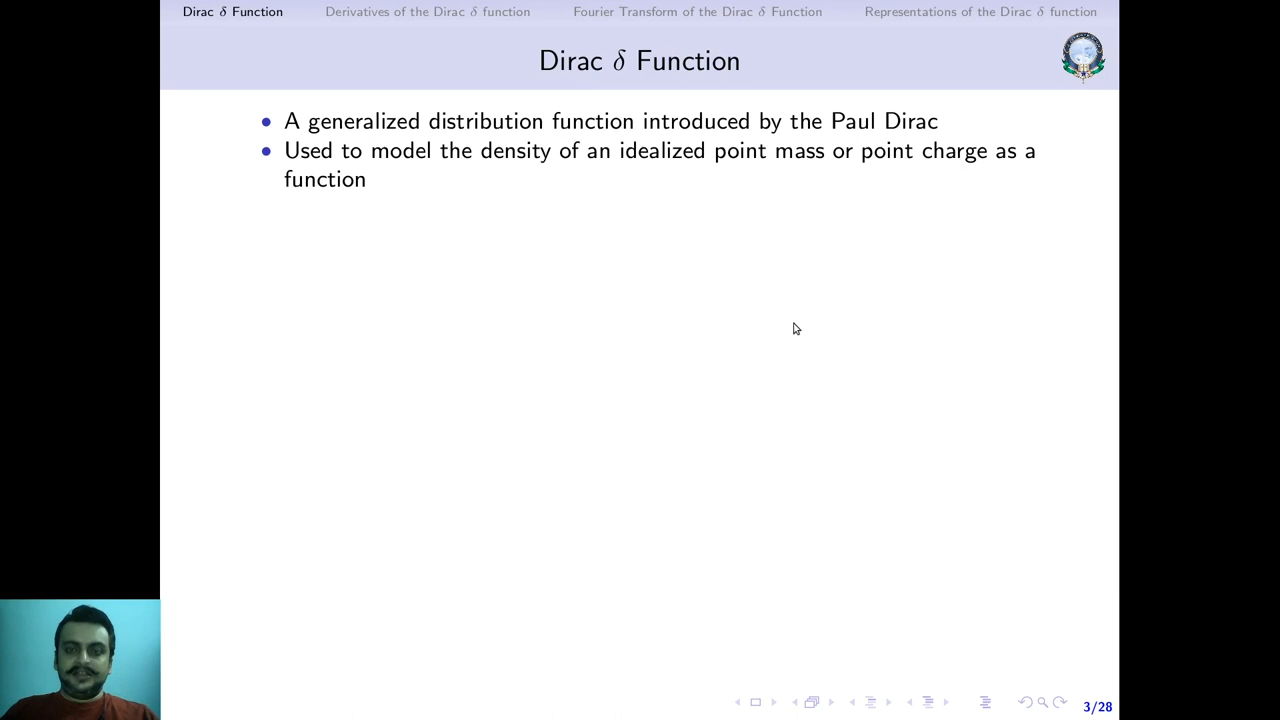 Dirac δ Function Derivatives of the Dirac δ function Fourier Transform of the Dirac δ Function Representations of the Dirac δ function
Dirac δ Function
• A generalized distribution function introduced by the Paul Dirac
• Used to model the density of an idealized point mass or point charge as a
function
3/28